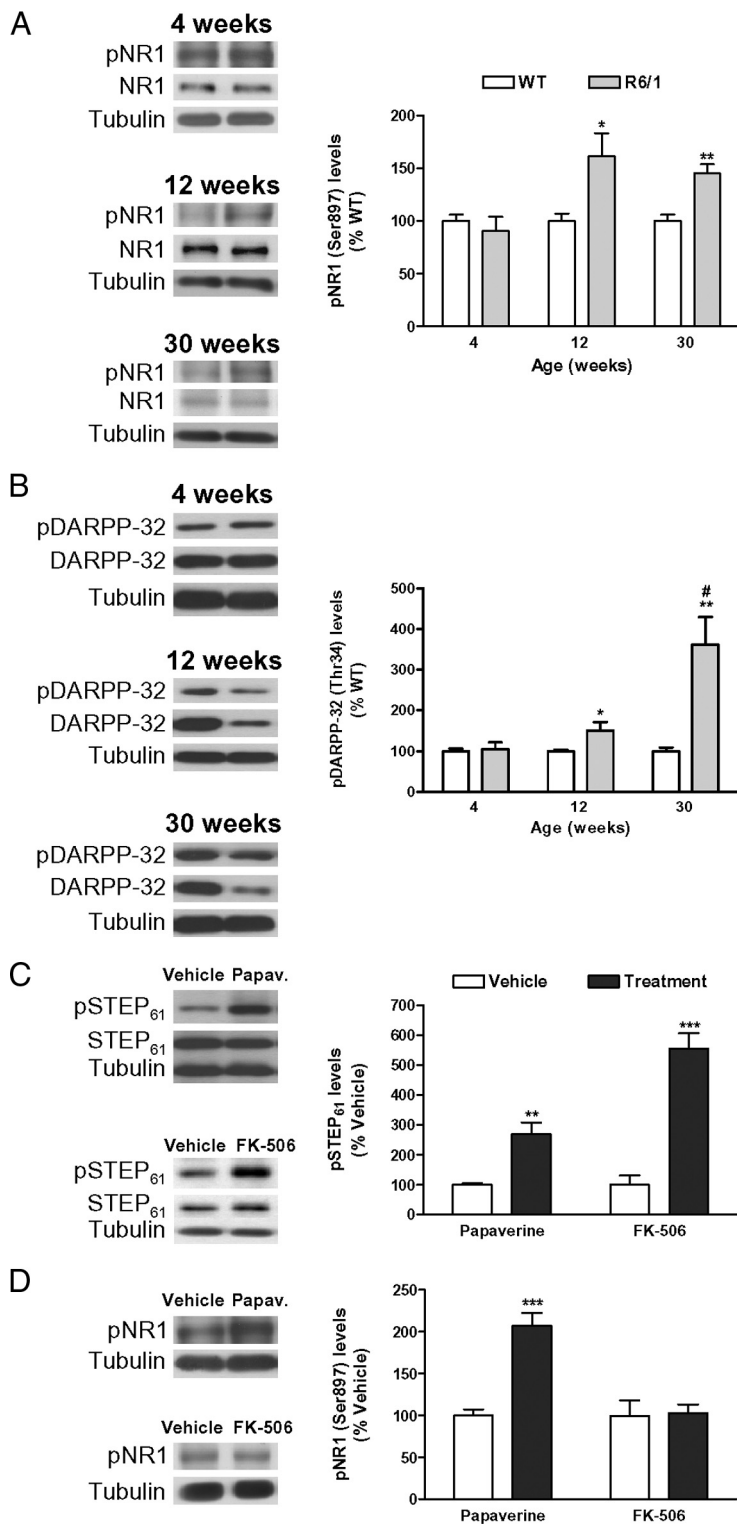 A
4 weeks
pNR1
NR1
Tubulin
12 weeks
pNR1
NR1
Tubulin
30 weeks
pNR1
NR1
Tubulin
WT R6/1
pNR1 (Ser897) levels
(% WT)
200
150
100
50
0
* **
4 12 30
Age (weeks)
B
4 weeks
pDARPP-32
DARPP-32
Tubulin
12 weeks
pDARPP-32
DARPP-32
Tubulin
30 weeks
pDARPP-32
DARPP-32
Tubulin
pDARPP-32 (Thr34) levels
(% WT)
500
400
300
200
100
0
#
* **
4 12 30
Age (weeks)
C
Vehicle Papav.
pSTEP₆₁
STEP₆₁
Tubulin
Vehicle FK-506
pSTEP₆₁
STEP₆₁
Tubulin
Vehicle Treatment
pSTEP₆₁ levels
(% Vehicle)
700
600
500
400
300
200
100
0
** ***
Papaverine FK-506
D
Vehicle Papav.
pNR1
Tubulin
Vehicle FK-506
pNR1
Tubulin
pNR1 (Ser897) levels
(% Vehicle)
250
200
150
100
50
0
***
Papaverine FK-506